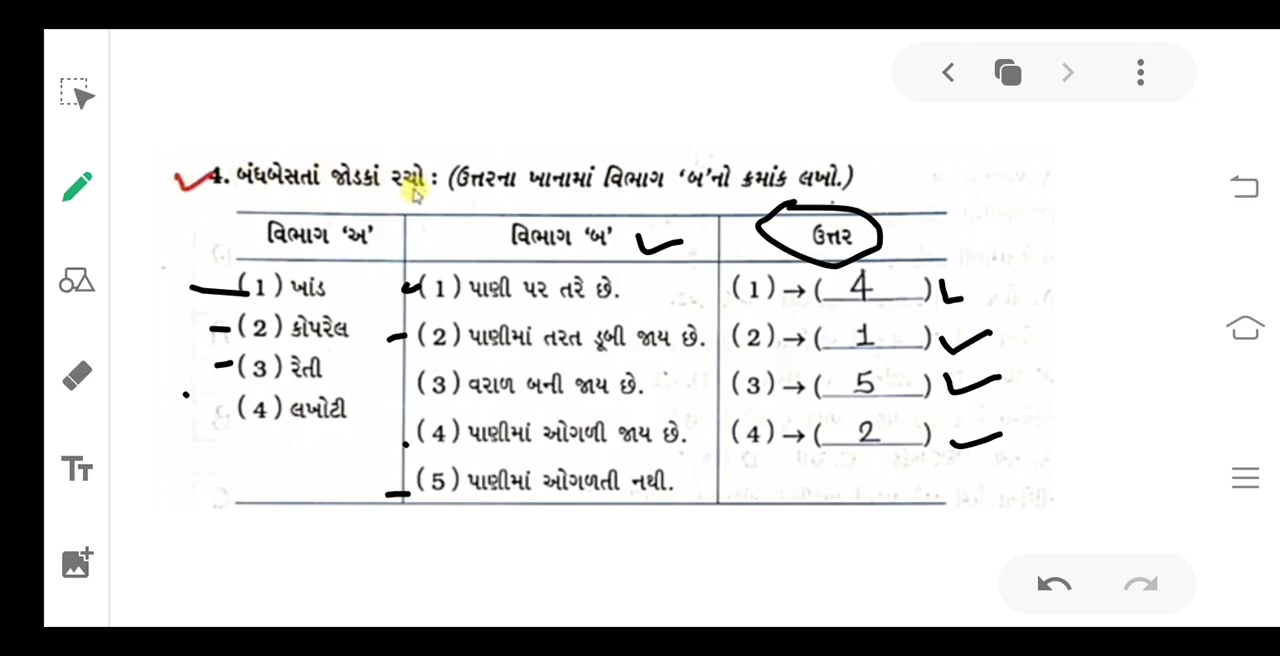 4. બંધબેસતાં જોડકાં રચો : (ઉત્તરના ખાનામાં વિભાગ ‘બ’નો ક્રમાંક લખો.)
વિભાગ ‘અ’ વિભાગ ‘બ’ ઉત્તર
(1) ખાંડ (1) પાણી પર તરે છે. (1) → ( 4 )
(2) કોપરેલ (2) પાણીમાં તરત ડૂબી જાય છે. (2) → ( 1 )
(3) રેતી (3) વરાળ બની જાય છે. (3) → ( 5 )
(4) લખોટી (4) પાણીમાં ઓગળી જાય છે. (4) → ( 2 )
(5) પાણીમાં ઓગળતી નથી.
TT